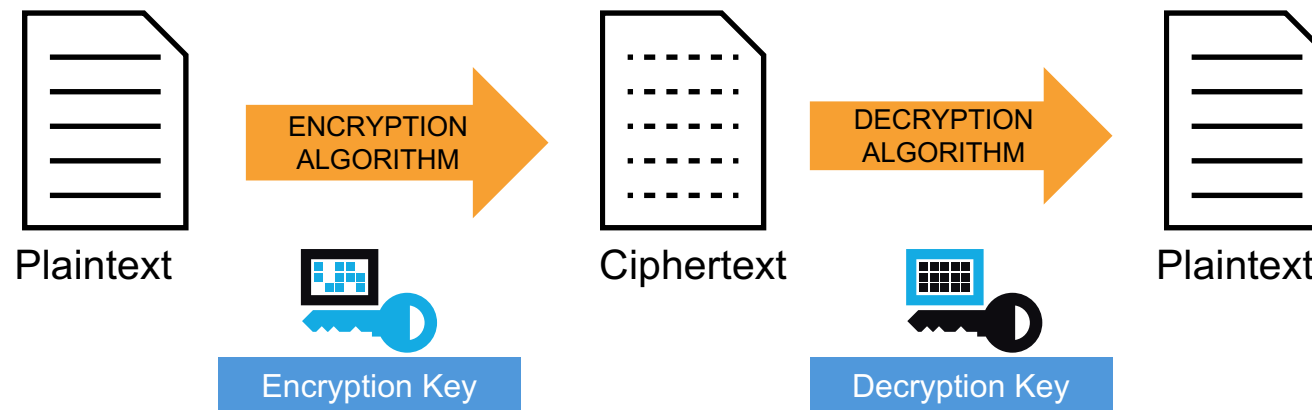 ENCRYPTION
ALGORITHM
DECRYPTION
ALGORITHM
Plaintext
Ciphertext
Plaintext
Encryption Key
Decryption Key